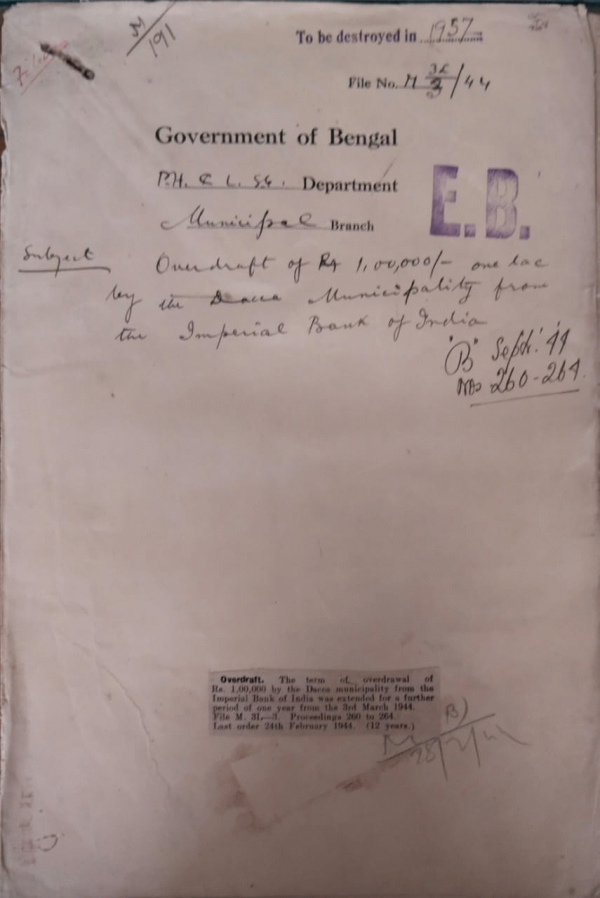 M/191
To be destroyed in 1957
Filed
File No. M 3L/3/44
Government of Bengal
P.H. & L. S.G. Department
E.B.
Municipal Branch
Subject
Overdraft of Rs 1,00,000/- one lac
by the Dacca Municipality from
the Imperial Bank of India
"B" Sept. '44
Nos 260-264.
Overdraft. The term of overdrawal of
Rs. 1,00,000 by the Dacca municipality from the
Imperial Bank of India was extended for a further
period of one year from the 3rd March 1944.
File M. 3L—3. Proceedings 260 to 264.
Last order 24th February 1944. (12 years.)